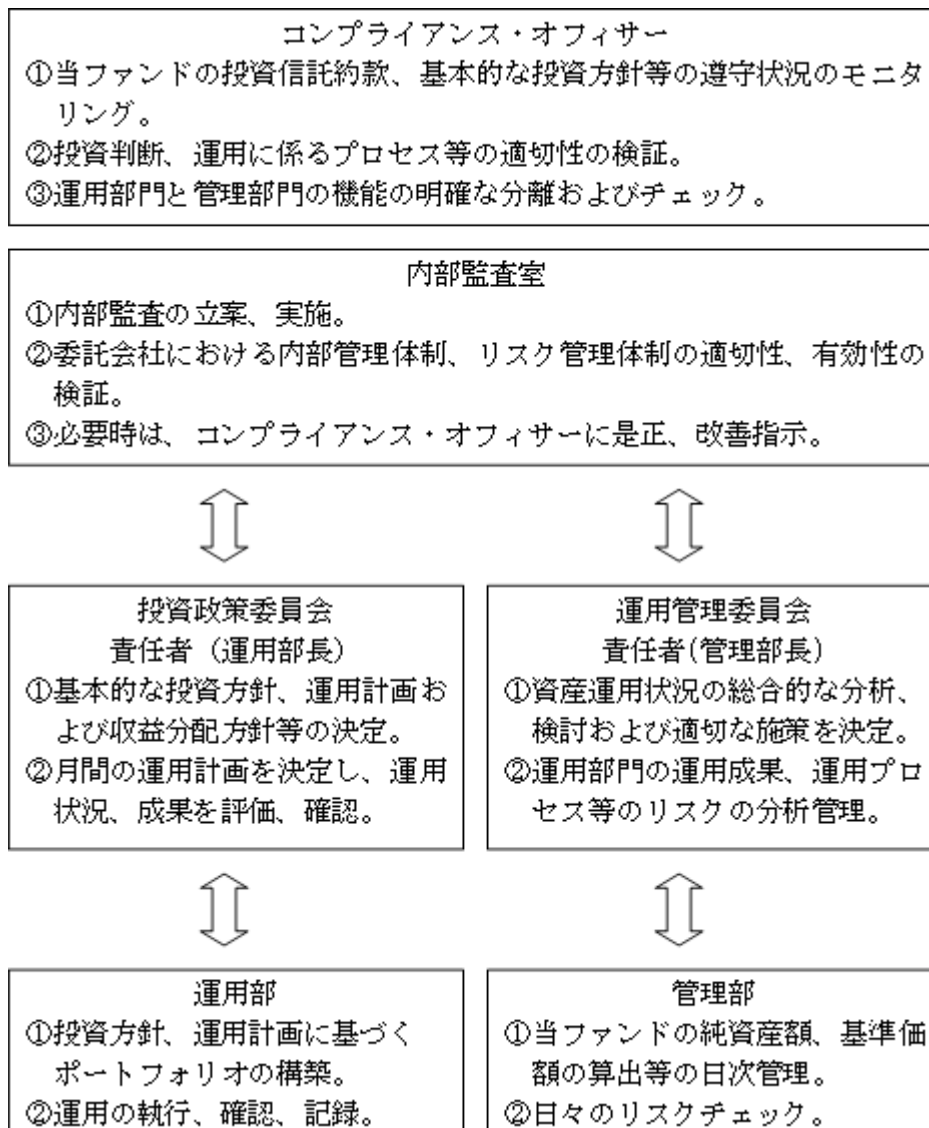 コンプライアンス・オフィサー
①当ファンドの投資信託約款、基本的な投資方針等の遵守状況のモニタ
リング。
②投資判断、運用に係るプロセス等の適切性の検証。
③運用部門と管理部門の機能の明確な分離およびチェック。
内部監査室
①内部監査の立案、実施。
②委託会社における内部管理体制、リスク管理体制の適切性、有効性の
検証。
③必要時は、コンプライアンス・オフィサーに是正、改善指示。
投資政策委員会
責任者（運用部長）
①基本的な投資方針、運用計画お
よび収益分配方針等の決定。
②月間の運用計画を決定し、運用
状況、成果を評価、確認。
運用管理委員会
責任者(管理部長)
①資産運用状況の総合的な分析、
検討および適切な施策を決定。
②運用部門の運用成果、運用プロ
セス等のリスクの分析管理。
運用部
①投資方針、運用計画に基づく
ポートフォリオの構築。
②運用の執行、確認、記録。
管理部
①当ファンドの純資産額、基準価
額の算出等の日次管理。
②日々のリスクチェック。